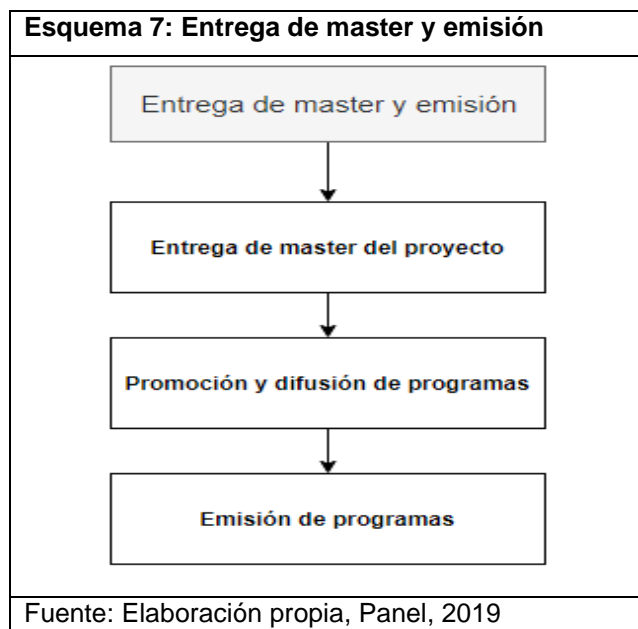 Esquema 7: Entrega de master y emisión
Entrega de master y emisión
Entrega de master del proyecto
Promoción y difusión de programas
Emisión de programas
Fuente: Elaboración propia, Panel, 2019